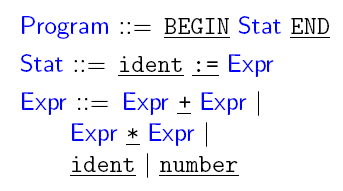 Program ::= BEGIN Stat END
Stat ::= ident := Expr
Expr ::= Expr + Expr |
Expr * Expr |
ident | number